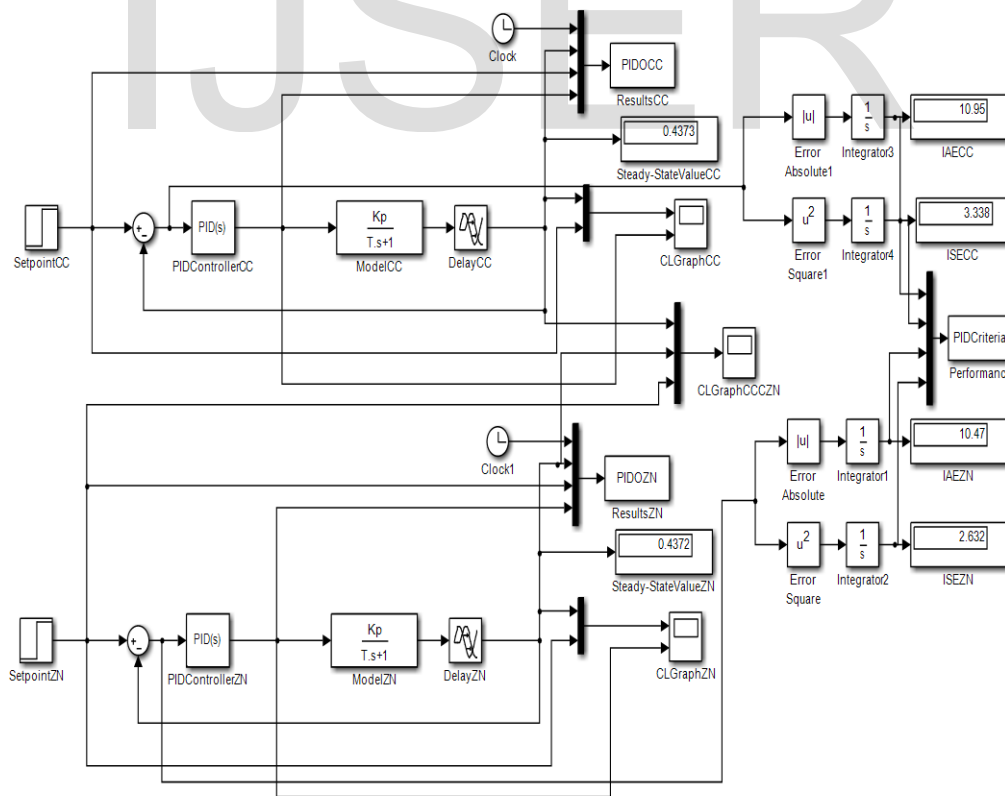 IJSER
Clock
PIDOCC
ResultsCC
0.4373
Steady-StateValueCC
|u|
Error
Absolute1
1
s
Integrator3
10.95
IAECC
SetpointCC
+
−
PID(s)
PIDControllerCC
Kp
T.s+1
ModelCC
DelayCC
CLGraphCC
u2
Error
Square1
1
s
Integrator4
3.338
ISECC
CLGraphCCCZN
PIDCriteria
Performanc
Clock1
PIDOZN
ResultsZN
0.4372
Steady-StateValueZN
|u|
Error
Absolute
1
s
Integrator1
10.47
IAEZN
u2
Error
Square
1
s
Integrator2
2.632
ISEZN
SetpointZN
+
−
PID(s)
PIDControllerZN
Kp
T.s+1
ModelZN
DelayZN
CLGraphZN